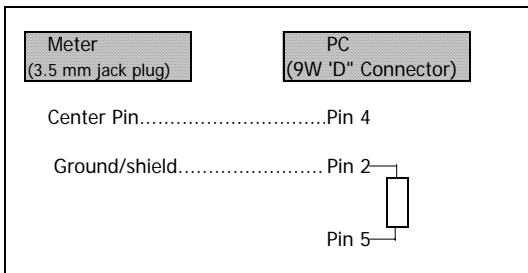 Meter
(3.5 mm jack plug)
PC
(9W 'D" Connector)
Center Pin...............................Pin 4
Ground/shield........................ Pin 2
Pin 5